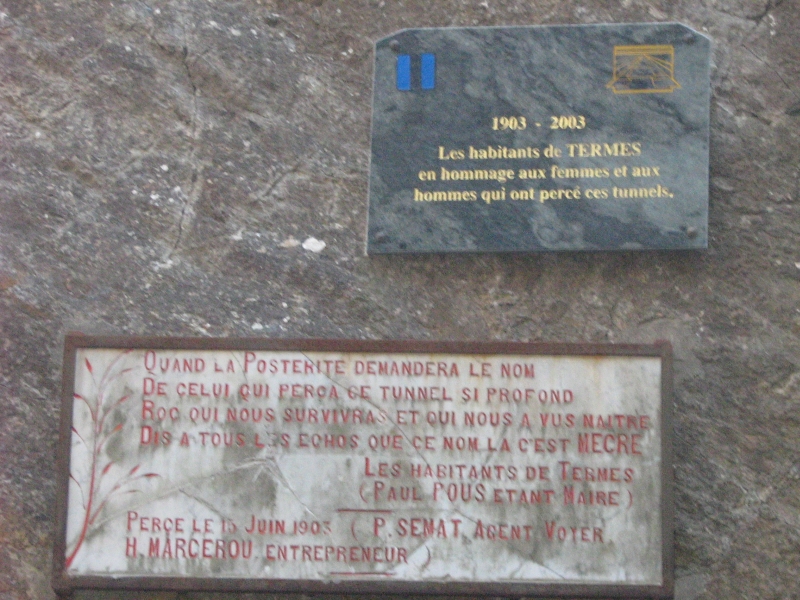 1903 - 2003
Les habitants de TERMES
en hommage aux femmes et aux
hommes qui ont percé ces tunnels.
QUAND LA POSTERITE DEMANDERA LE NOM
DE CELUI QUI PERÇA CE TUNNEL SI PROFOND
ROC QUI NOUS SURVIVRAS ET QUI NOUS A VUS NAITRE
DIS A TOUS LES ECHOS QUE CE NOM LA C'EST MECRE
LES HABITANTS DE TERMES
(PAUL POUS ETANT MAIRE)
PERCE LE 15 JUIN 1903 ( P. SEMAT, AGENT VOYER
H. MARCEROU ENTREPRENEUR )